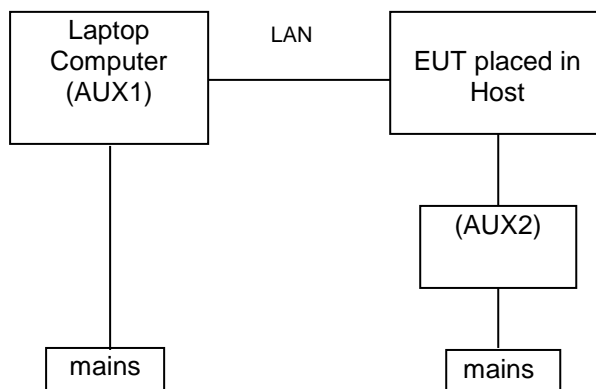 Laptop
Computer
(AUX1)
LAN
EUT placed in
Host
(AUX2)
mains
mains